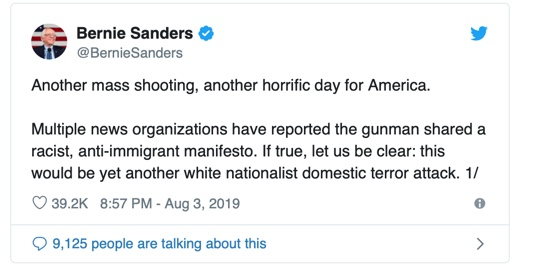 Bernie Sanders
@BernieSanders
Another mass shooting, another horrific day for America.
Multiple news organizations have reported the gunman shared a
racist, anti-immigrant manifesto. If true, let us be clear: this
would be yet another white nationalist domestic terror attack. 1/
39.2K 8:57 PM - Aug 3, 2019
9,125 people are talking about this